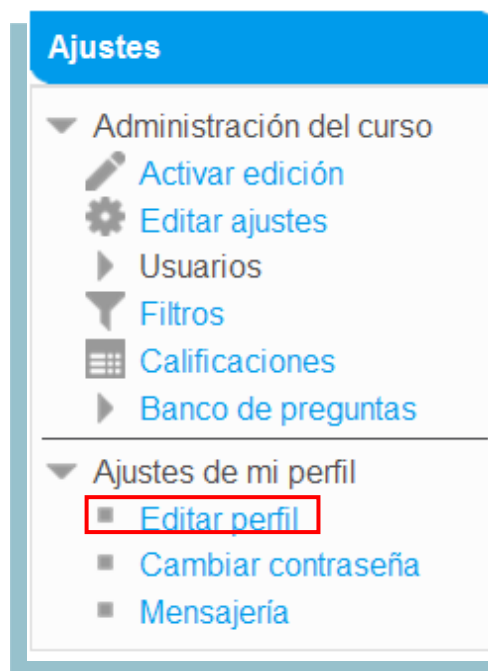 Ajustes
Administración del curso
Activar edición
Editar ajustes
Usuarios
Filtros
Calificaciones
Banco de preguntas
Ajustes de mi perfil
Editar perfil
Cambiar contraseña
Mensajería